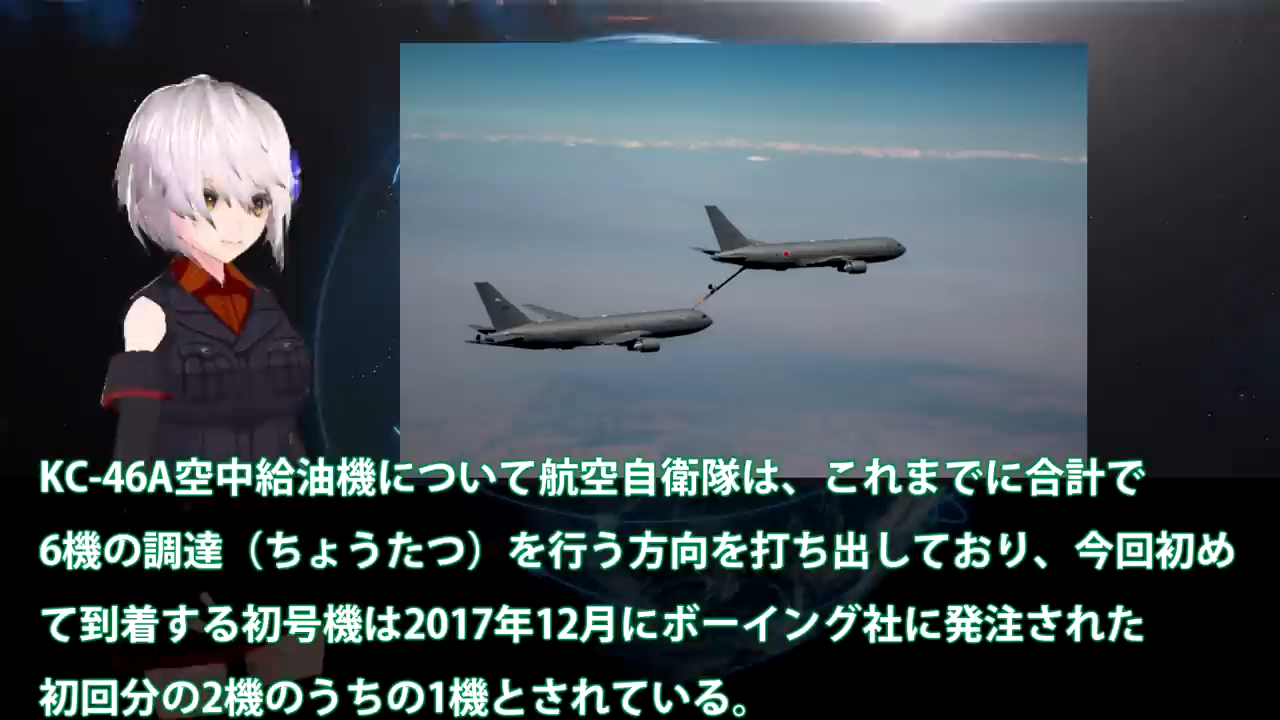 KC-46A空中給油機について航空自衛隊は、これまでに合計で
6機の調達（ちょうたつ）を行う方向を打ち出しており、今回初め
て到着する初号機は2017年12月にボーイング社に発注された
初回分の2機のうちの1機とされている。